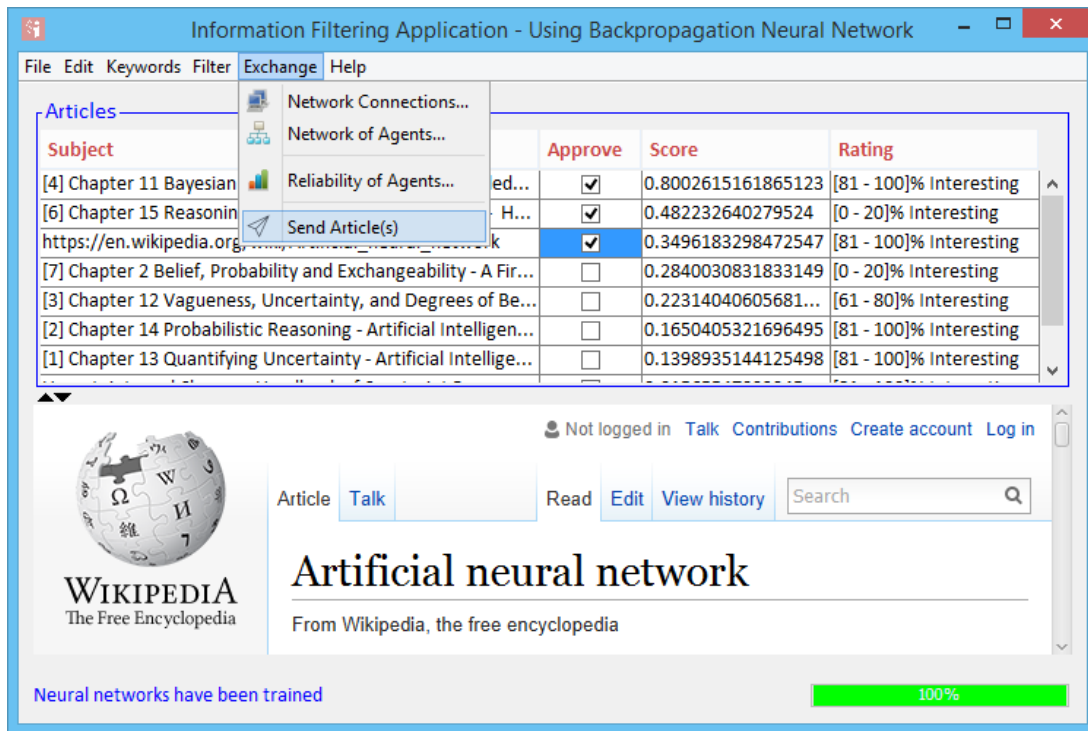 Information Filtering Application - Using Backpropagation Neural Network
File Edit Keywords Filter Exchange Help
Network Connections...
Network of Agents...
Reliability of Agents...
Send Article(s)
Articles
Subject Approve Score Rating
[4] Chapter 11 Bayesian led... 0.8002615161865123 [81 - 100]% Interesting
[6] Chapter 15 Reasonin - H... 0.482232640279524 [0 - 20]% Interesting
https://en.wikipedia.org/wiki/Artificial_neural_network 0.3496183298472547 [81 - 100]% Interesting
[7] Chapter 2 Belief, Probability and Exchangeability - A Fir... 0.2840030831833149 [0 - 20]% Interesting
[3] Chapter 12 Vagueness, Uncertainty, and Degrees of Be... 0.22314040605681... [61 - 80]% Interesting
[2] Chapter 14 Probabilistic Reasoning - Artificial Intelligen... 0.1650405321696495 [81 - 100]% Interesting
[1] Chapter 13 Quantifying Uncertainty - Artificial Intellige... 0.1398935144125498 [81 - 100]% Interesting
Not logged in Talk Contributions Create account Log in
Article Talk Read Edit View history Search
Ω W И 維 7
WIKIPEDIA
The Free Encyclopedia
Artificial neural network
From Wikipedia, the free encyclopedia
Neural networks have been trained
100%